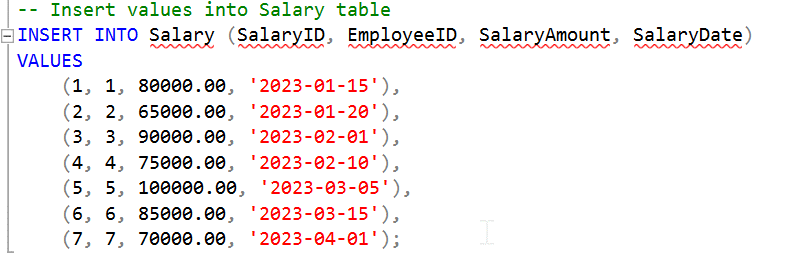 -- Insert values into Salary table
INSERT INTO Salary (SalaryID, EmployeeID, SalaryAmount, SalaryDate)
VALUES
(1, 1, 80000.00, '2023-01-15'),
(2, 2, 65000.00, '2023-01-20'),
(3, 3, 90000.00, '2023-02-01'),
(4, 4, 75000.00, '2023-02-10'),
(5, 5, 100000.00, '2023-03-05'),
(6, 6, 85000.00, '2023-03-15'),
(7, 7, 70000.00, '2023-04-01');